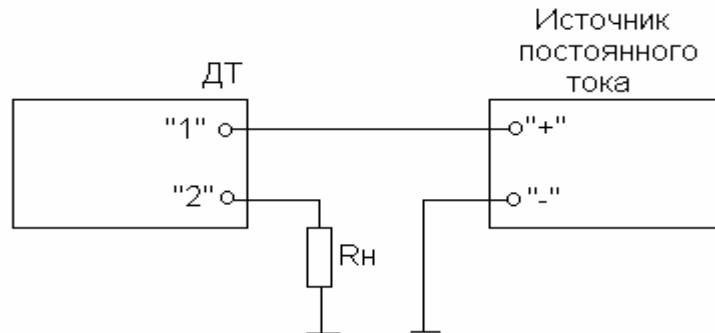 Источник
постоянного
тока
ДТ
"1"
"+"
"2"
"-"
Rн